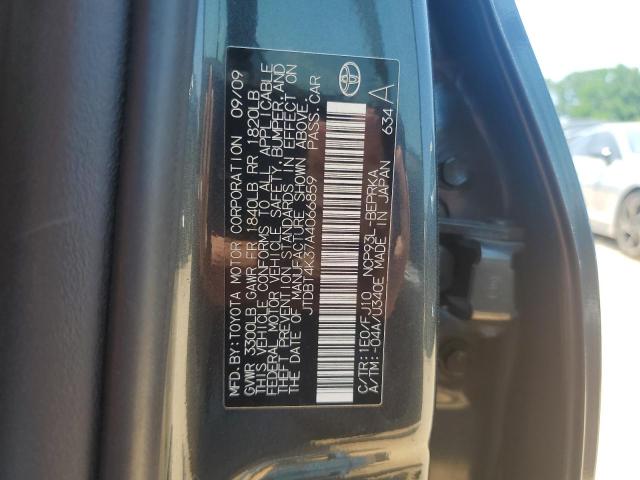 MFD.BY:TOYOTA MOTOR CORPORATION 09/09
GVWR 3300LB GAWR FR 1840LB RR 1820LB
THIS VEHICLE CONFORMS TO ALL APPLICABLE
FEDERAL MOTOR VEHICLE SAFETY, BUMPER, AND
THEFT PREVENTION STANDARDS IN EFFECT ON
THE DATE OF MANUFACTURE SHOWN ABOVE.
JTDBT4K37A4066859 PASS.CAR
C/TR:1E0/FJ10 NCP93L-BEPRKA 634 A
A/TM:-04A/U340E MADE IN JAPAN